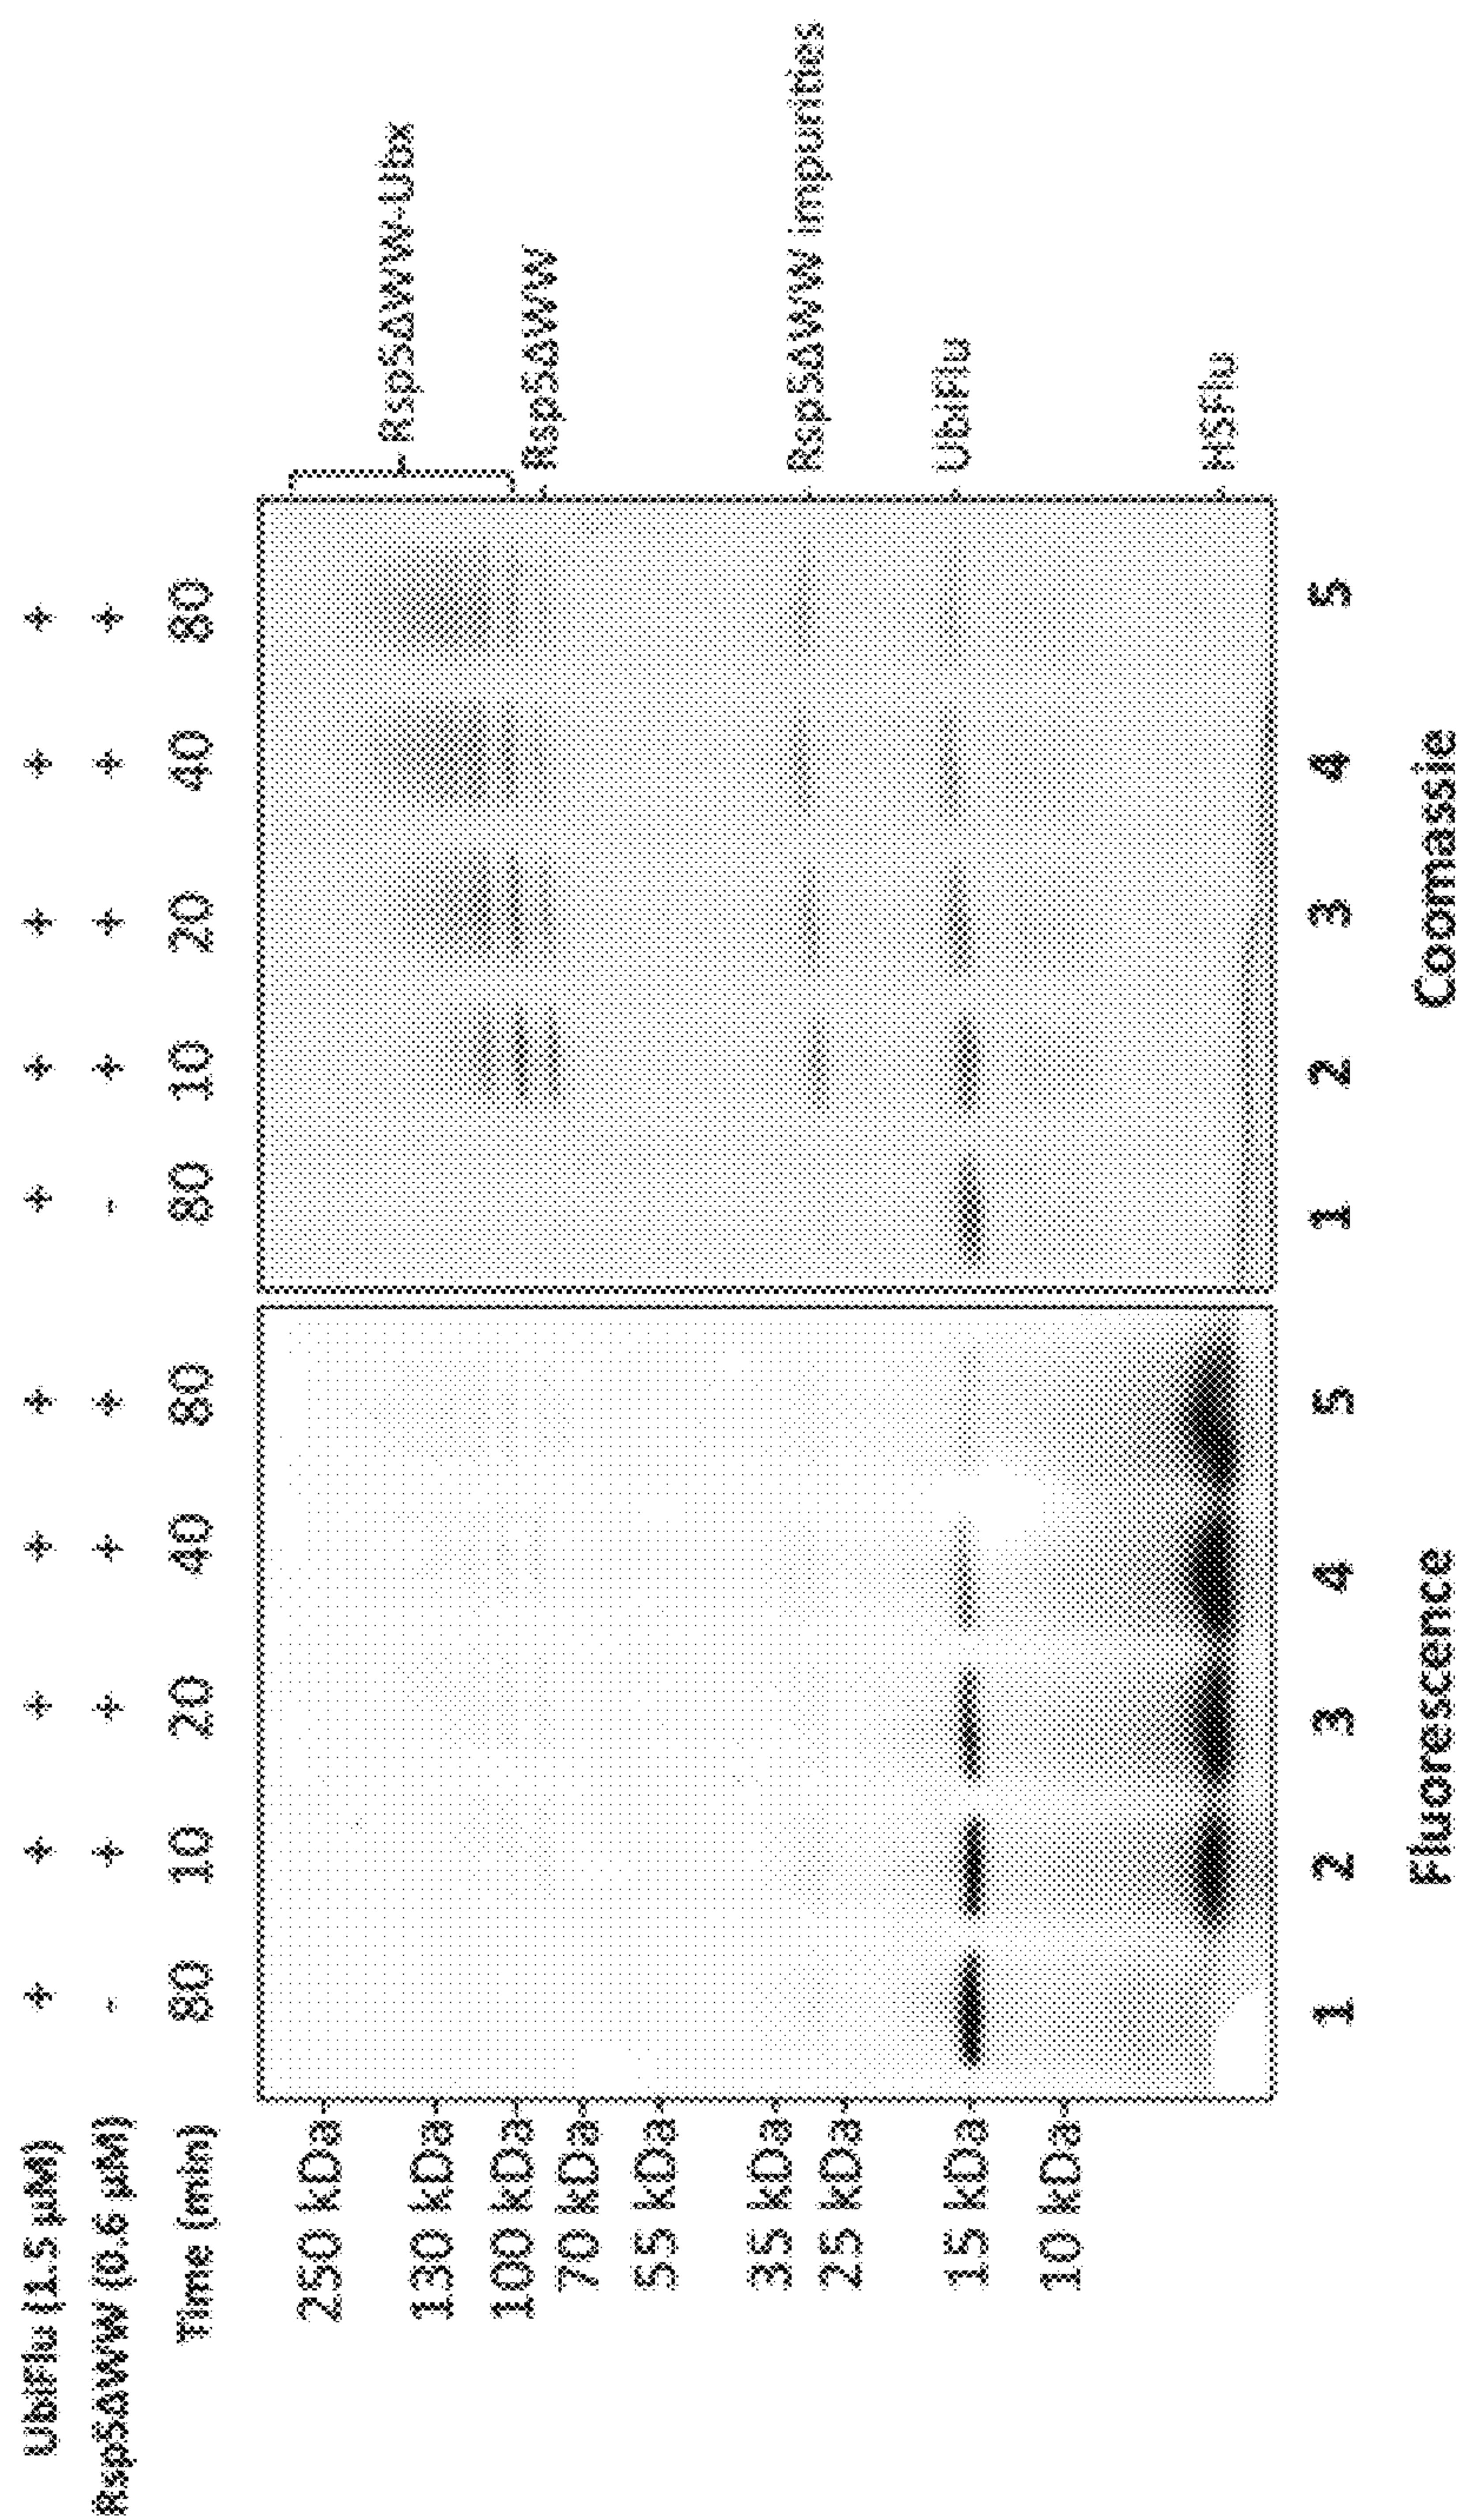 UbiFlu (1.5 µM) + + + + + + + + + +
Rsp5ΔWW (0.6 µM) - + + + + - + + + +
Time (min) 80 10 20 40 80 80 10 20 40 80
250 kDa
130 kDa
100 kDa
70 kDa
55 kDa
35 kDa
25 kDa
15 kDa
10 kDa
Rsp5ΔWW-Ubx
Rsp5ΔWW
Rsp5ΔWW impurities
UbiFlu
HSFlu
1 2 3 4 5 1 2 3 4 5
Fluorescence Coomassie